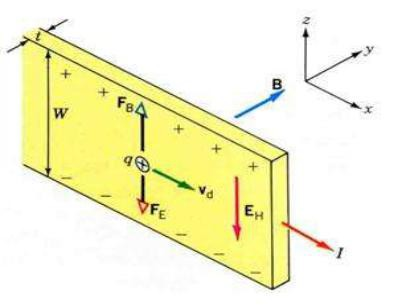 z
t
y
B
+
x
+
F_B
W
+
+
q ⊕
+
v_d
−
F_E
E_H
−
I
−
−
−